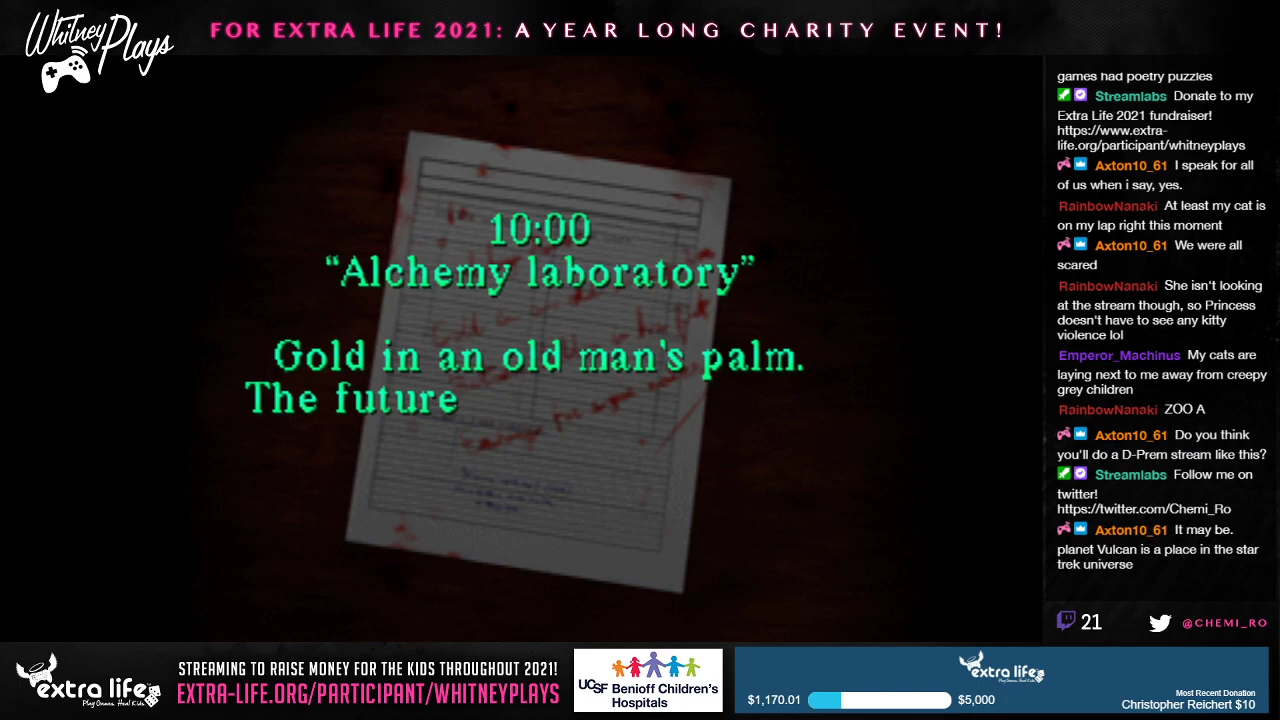 Whitney Plays
FOR EXTRA LIFE 2021: A YEAR LONG CHARITY EVENT!
10:00
“Alchemy laboratory”
Gold in an old man's palm.
The future
games had poetry puzzles
Streamlabs Donate to my
Extra Life 2021 fundraiser!
https://www.extra-
life.org/participant/whitneyplays
Axton10_61 I speak for all
of us when i say, yes.
RainbowNanaki At least my cat is
on my lap right this moment
Axton10_61 We were all
scared
RainbowNanaki She isn't looking
at the stream though, so Princess
doesn't have to see any kitty
violence lol
Emperor_Machinus My cats are
laying next to me away from creepy
grey children
RainbowNanaki ZOO A
Axton10_61 Do you think
you'll do a D-Prem stream like this?
Streamlabs Follow me on
twitter!
https://twitter.com/Chemi_Ro
Axton10_61 It may be.
planet Vulcan is a place in the star
trek universe
21
@CHEMI_RO
extra life
Play Games. Heal Kids.
STREAMING TO RAISE MONEY FOR THE KIDS THROUGHOUT 2021!
EXTRA-LIFE.ORG/PARTICIPANT/WHITNEYPLAYS
UCSF Benioff Children's
Hospitals
extra life
$1,170.01
$5,000
Most Recent Donation
Christopher Reichert $10